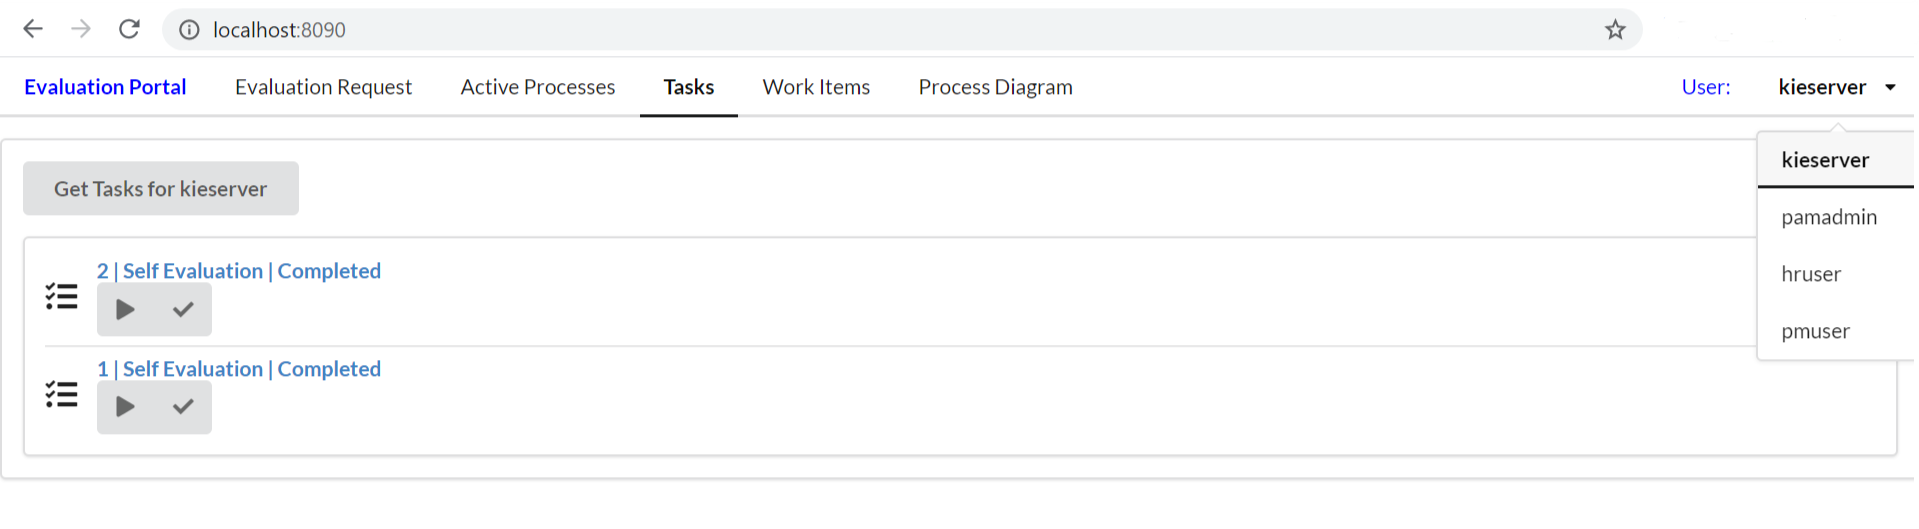 localhost:8090
Evaluation Portal Evaluation Request Active Processes Tasks Work Items Process Diagram User: kieserver
kieserver
Get Tasks for kieserver
pamadmin
2 | Self Evaluation | Completed
hruser
pmuser
1 | Self Evaluation | Completed